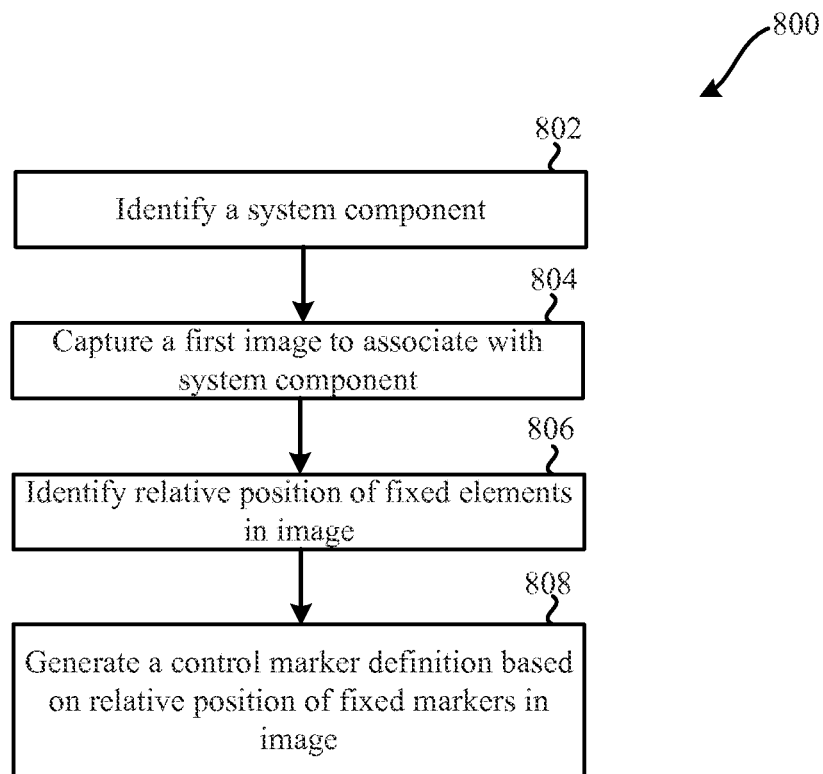 800
802
Identify a system component
804
Capture a first image to associate with
system component
806
Identify relative position of fixed elements
in image
808
Generate a control marker definition based
on relative position of fixed markers in
image